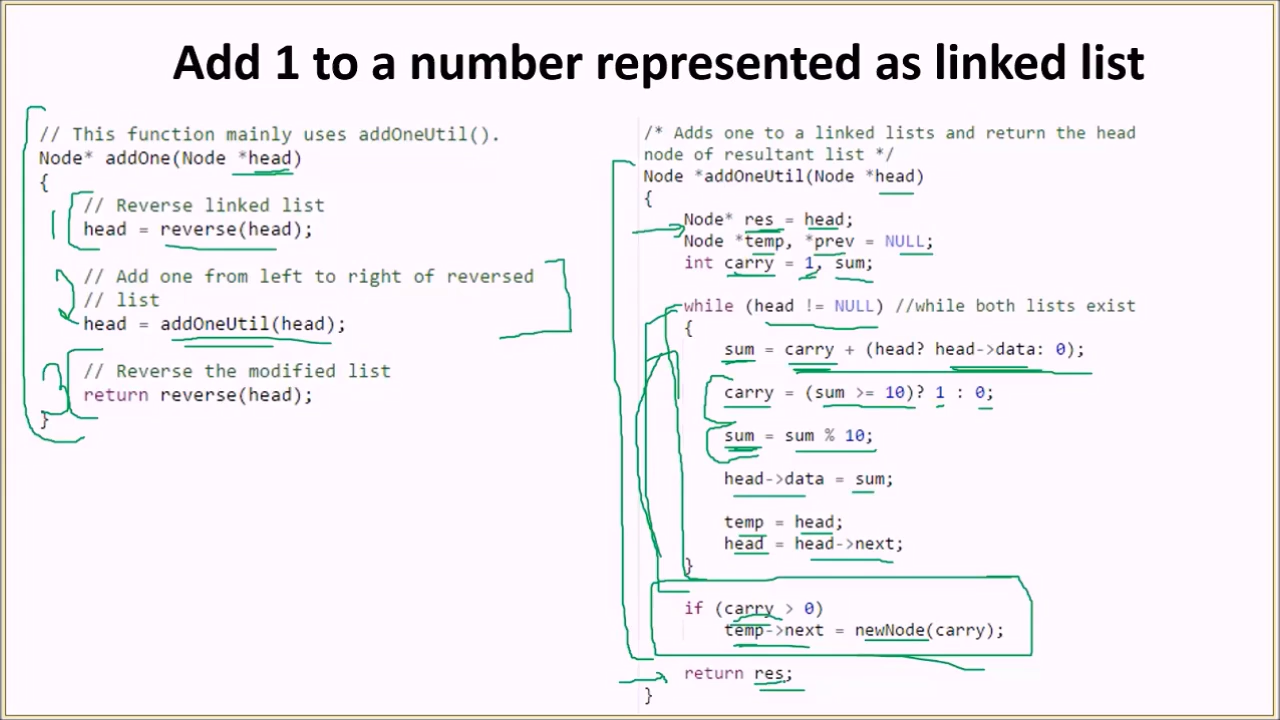 Add 1 to a number represented as linked list
// This function mainly uses addOneUtil().
Node* addOne(Node *head)
{
// Reverse linked list
head = reverse(head);
// Add one from left to right of reversed
// list
head = addOneUtil(head);
// Reverse the modified list
return reverse(head);
}
/* Adds one to a linked lists and return the head
node of resultant list */
Node *addOneUtil(Node *head)
{
Node* res = head;
Node *temp, *prev = NULL;
int carry = 1, sum;
while (head != NULL) //while both lists exist
{
sum = carry + (head? head->data: 0);
carry = (sum >= 10)? 1 : 0;
sum = sum % 10;
head->data = sum;
temp = head;
head = head->next;
}
if (carry > 0)
temp->next = newNode(carry);
return res;
}